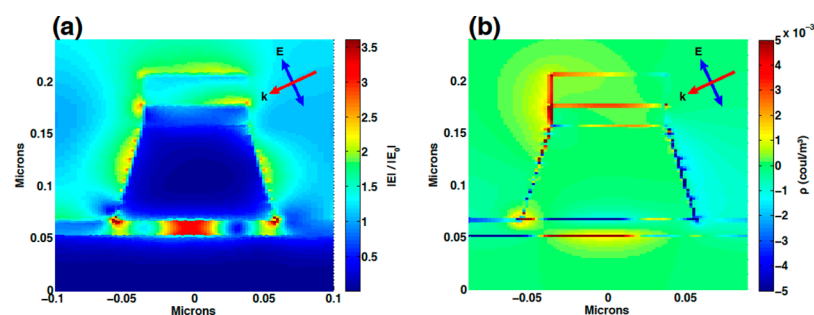 (a)
E
k
0.2
0.15
0.1
0.05
0
Microns
−0.1
−0.05
0
0.05
0.1
Microns
3.5
3
2.5
2
1.5
1
0.5
|E| / |E₀|
(b)
E
k
0.2
0.15
0.1
0.05
0
Microns
−0.05
0
0.05
Microns
5
4
3
2
1
0
−1
−2
−3
−4
−5
x 10⁻³
ρ (coul/m²)